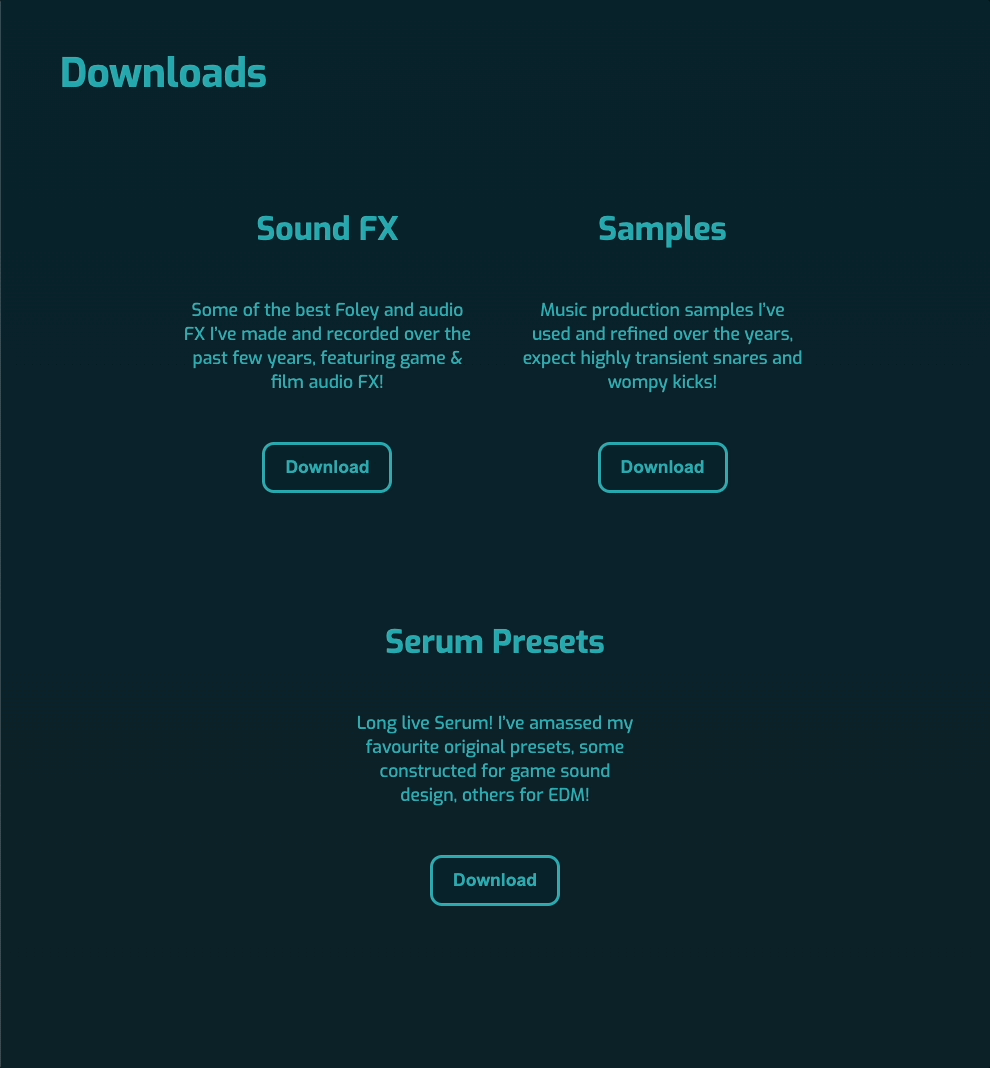 Downloads
Sound FX
Some of the best Foley and audio
FX I've made and recorded over the
past few years, featuring game &
film audio FX!
Download
Samples
Music production samples I've
used and refined over the years,
expect highly transient snares and
wompy kicks!
Download
Serum Presets
Long live Serum! I've amassed my
favourite original presets, some
constructed for game sound
design, others for EDM!
Download